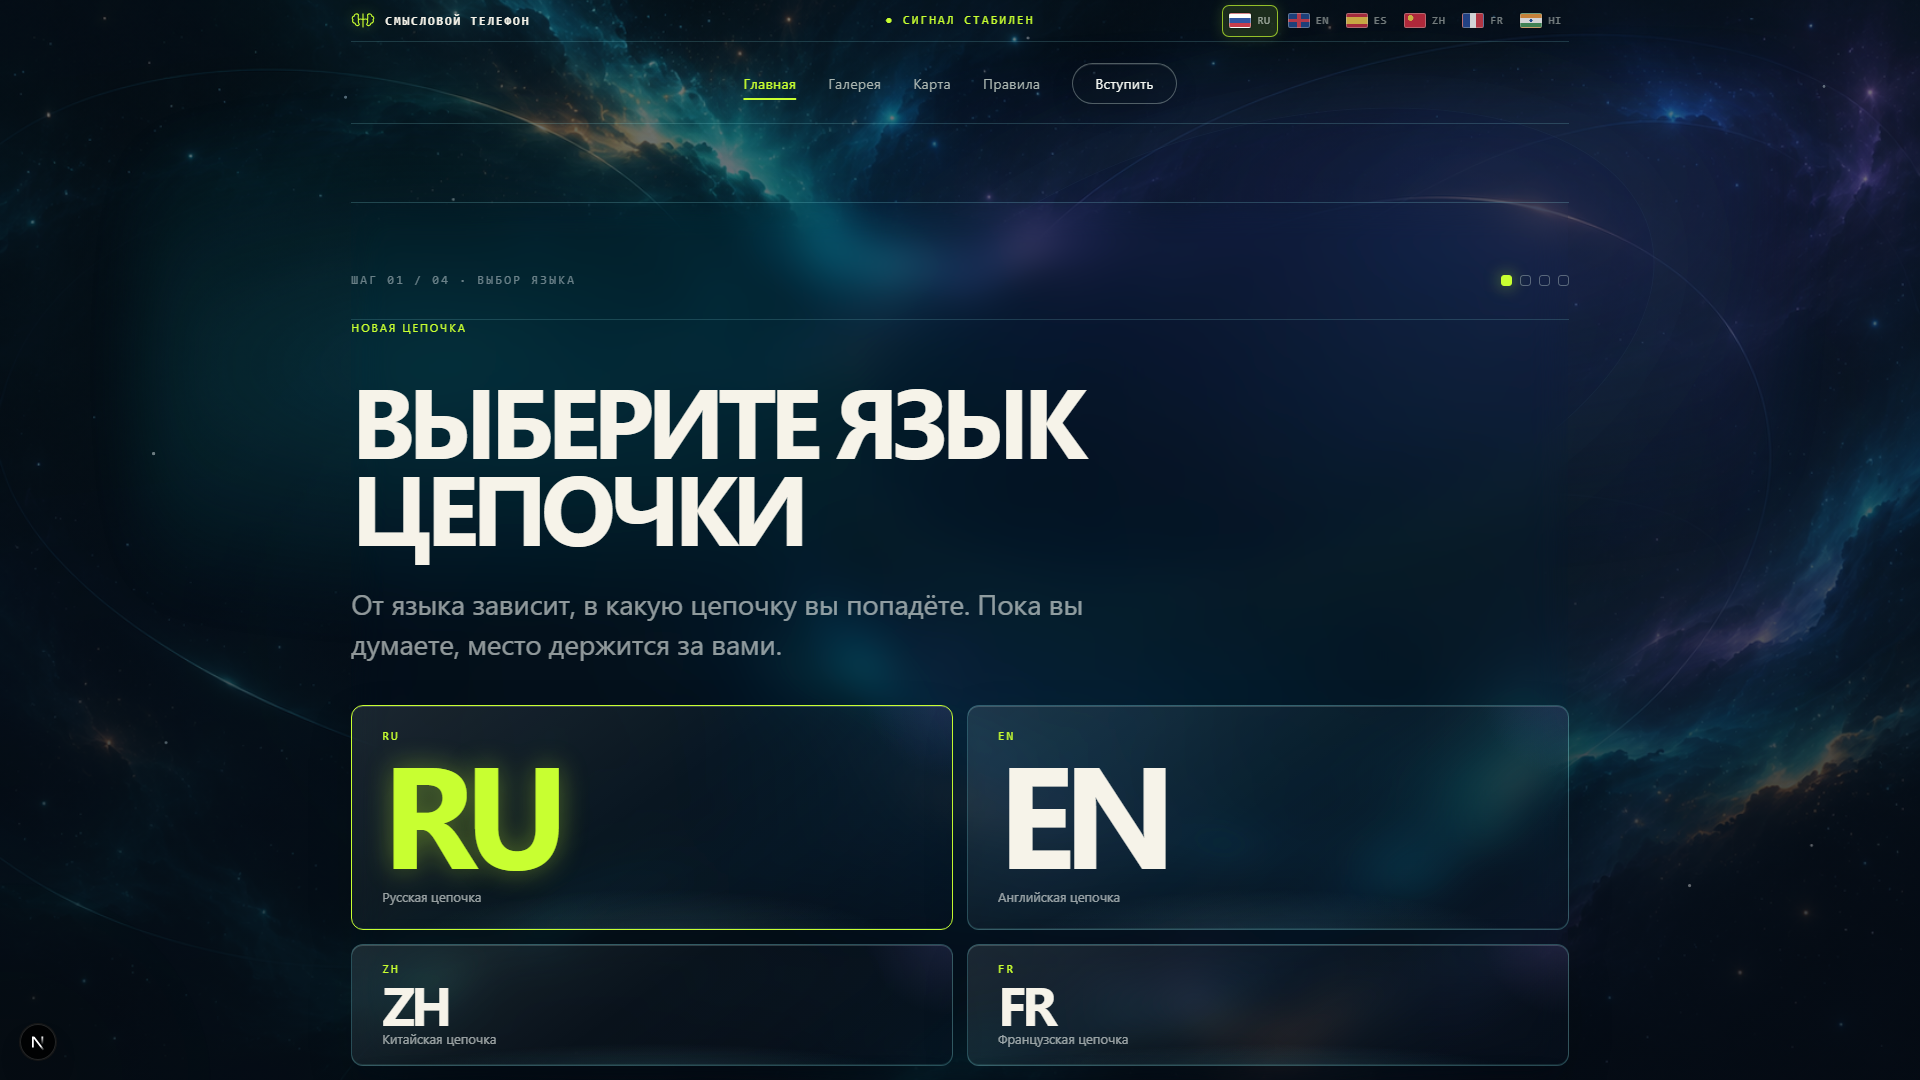 СМЫСЛОВОЙ ТЕЛЕФОН
СИГНАЛ СТАБИЛЕН
RU EN ES ZH FR HI
Главная Галерея Карта Правила Вступить
ШАГ 01 / 04 · ВЫБОР ЯЗЫКА
НОВАЯ ЦЕПОЧКА
ВЫБЕРИТЕ ЯЗЫК
ЦЕПОЧКИ
От языка зависит, в какую цепочку вы попадёте. Пока вы
думаете, место держится за вами.
RU
RU
Русская цепочка
EN
EN
Английская цепочка
ZH
ZH
Китайская цепочка
FR
FR
Французская цепочка
N